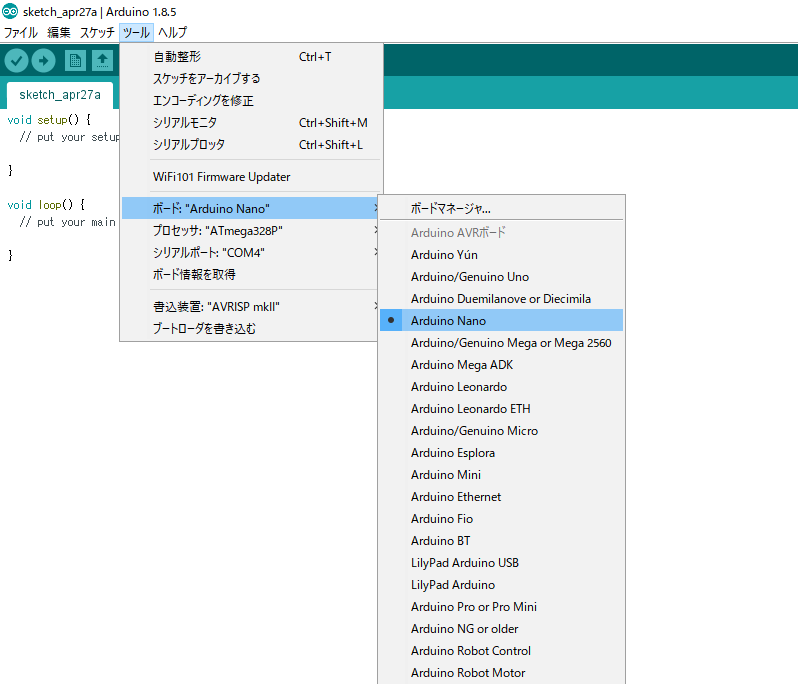 sketch_apr27a | Arduino 1.8.5
ファイル 編集 スケッチ ツール ヘルプ
sketch_apr27a
void setup() {
// put your setup
}
void loop() {
// put your main
}
自動整形 Ctrl+T
スケッチをアーカイブする
エンコーディングを修正
シリアルモニタ Ctrl+Shift+M
シリアルプロッタ Ctrl+Shift+L
WiFi101 Firmware Updater
ボード: "Arduino Nano"
プロセッサ: "ATmega328P"
シリアルポート: "COM4"
ボード情報を取得
書込装置: "AVRISP mkII"
ブートローダを書き込む
ボードマネージャ...
Arduino AVRボード
Arduino Yún
Arduino/Genuino Uno
Arduino Duemilanove or Diecimila
Arduino Nano
Arduino/Genuino Mega or Mega 2560
Arduino Mega ADK
Arduino Leonardo
Arduino Leonardo ETH
Arduino/Genuino Micro
Arduino Esplora
Arduino Mini
Arduino Ethernet
Arduino Fio
Arduino BT
LilyPad Arduino USB
LilyPad Arduino
Arduino Pro or Pro Mini
Arduino NG or older
Arduino Robot Control
Arduino Robot Motor